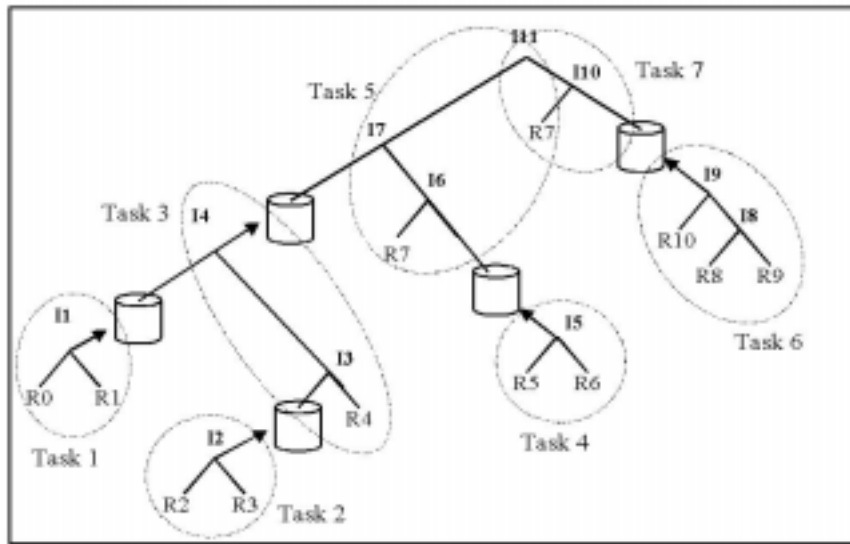 I11
I10
Task 7
Task 5
I7
R7
I9
I6
Task 3
I4
R10
I8
R7
R8
R9
I1
I5
Task 6
I3
R0
R1
R5
R6
R4
I2
Task 1
Task 4
R2
R3
Task 2